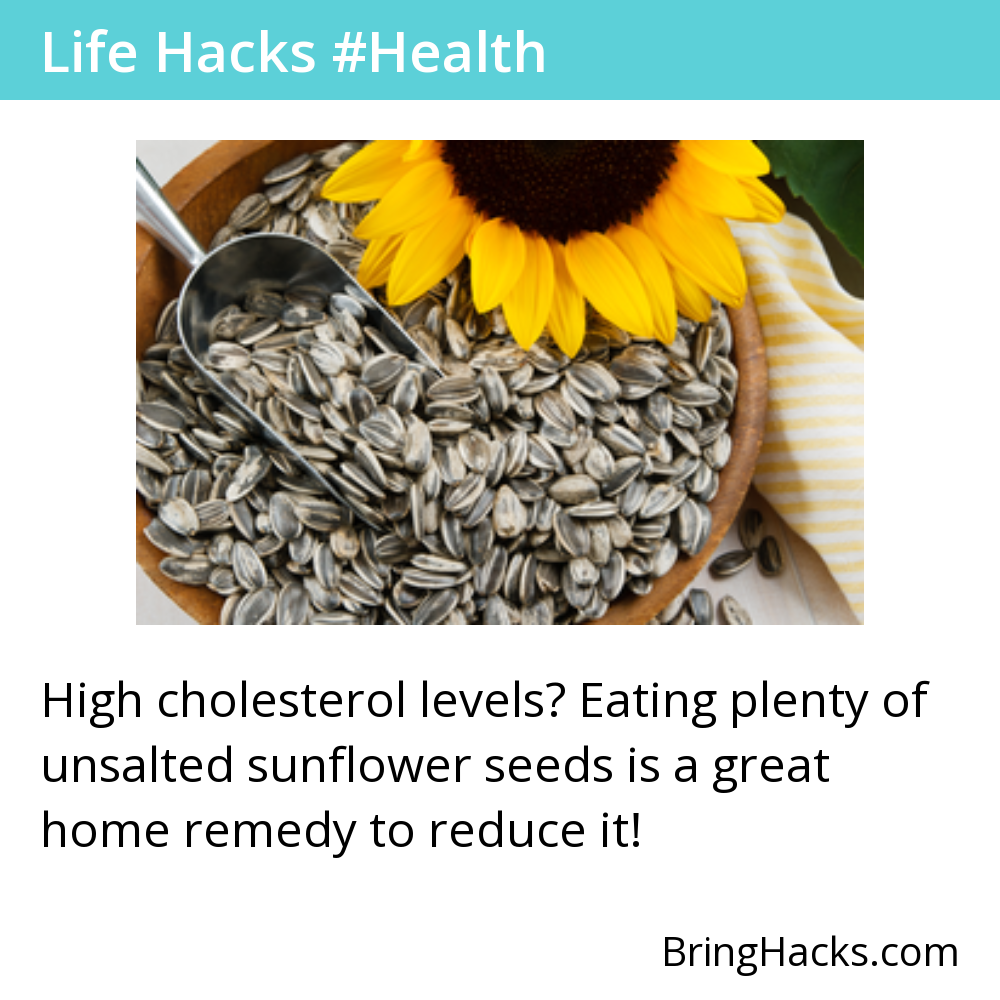 Life Hacks #Health
High cholesterol levels? Eating plenty of
unsalted sunflower seeds is a great
home remedy to reduce it!
BringHacks.com